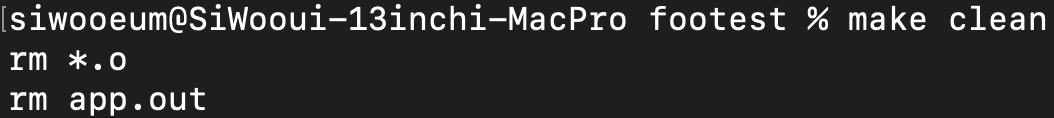 [siwooeum@SiWooui-13inchi-MacPro footest % make clean
rm *.o
rm app.out